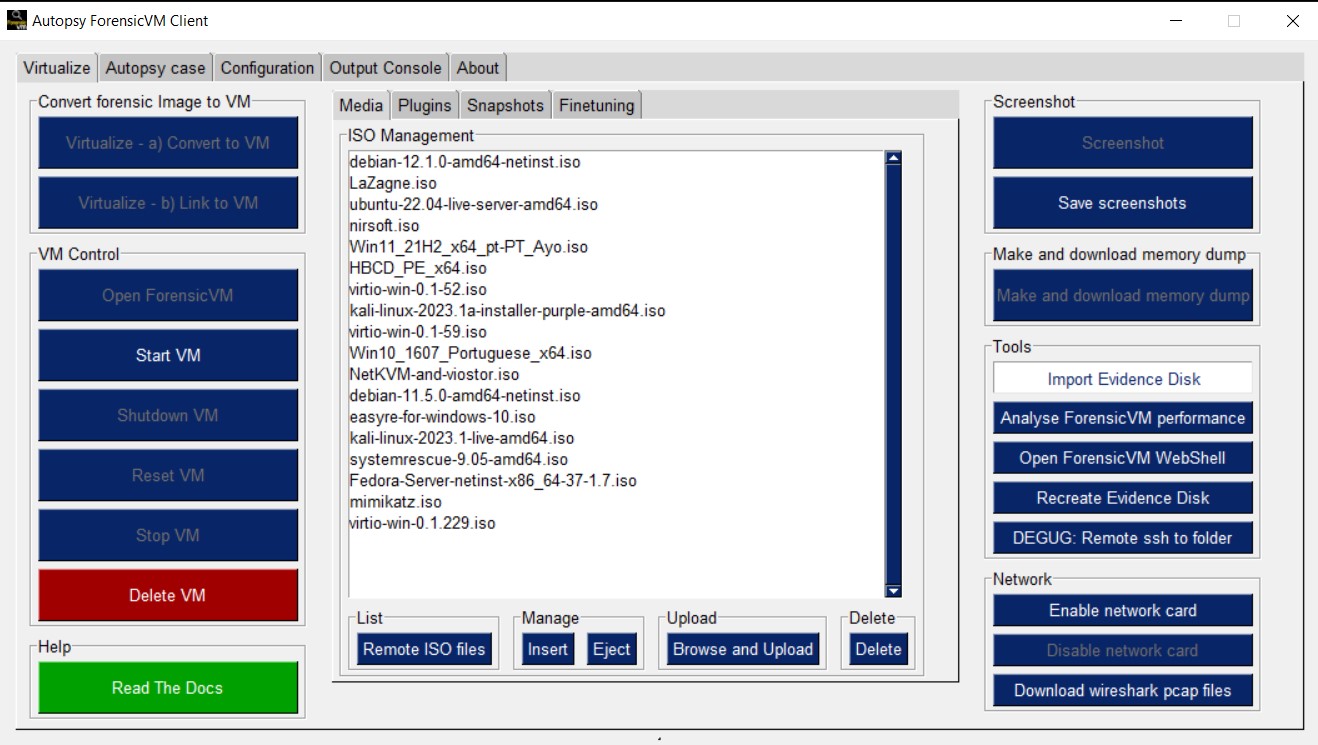 Autopsy ForensicVM Client
Virtualize
Autopsy case
Configuration
Output Console
About
Convert forensic Image to VM
Virtualize - a) Convert to VM
Virtualize - b) Link to VM
VM Control
Open ForensicVM
Start VM
Shutdown VM
Reset VM
Stop VM
Delete VM
Help
Read The Docs
Media
Plugins
Snapshots
Finetuning
ISO Management
debian-12.1.0-amd64-netinst.iso
LaZagne.iso
ubuntu-22.04-live-server-amd64.iso
nirsoft.iso
Win11_21H2_x64_pt-PT_Ayo.iso
HBCD_PE_x64.iso
virtio-win-0.1-52.iso
kali-linux-2023.1a-installer-purple-amd64.iso
virtio-win-0.1-59.iso
Win10_1607_Portuguese_x64.iso
NetKVM-and-viostor.iso
debian-11.5.0-amd64-netinst.iso
easyre-for-windows-10.iso
kali-linux-2023.1-live-amd64.iso
systemrescue-9.05-amd64.iso
Fedora-Server-netinst-x86_64-37-1.7.iso
mimikatz.iso
virtio-win-0.1.229.iso
List
Remote ISO files
Manage
Insert
Eject
Upload
Browse and Upload
Delete
Delete
Screenshot
Screenshot
Save screenshots
Make and download memory dump
Make and download memory dump
Tools
Import Evidence Disk
Analyse ForensicVM performance
Open ForensicVM WebShell
Recreate Evidence Disk
DEGUG: Remote ssh to folder
Network
Enable network card
Disable network card
Download wireshark pcap files